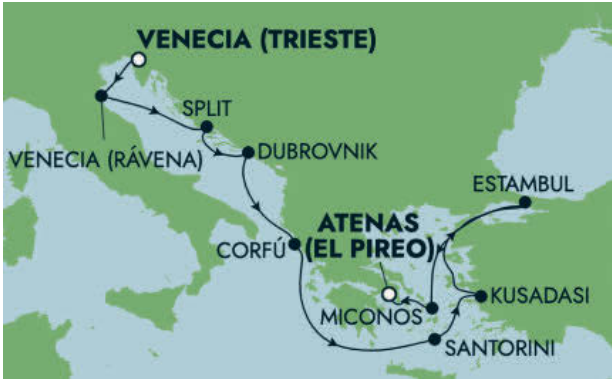 VENECIA (TRIESTE)
SPLIT
VENECIA (RÁVENA)
DUBROVNIK
ESTAMBUL
ATENAS
(EL PIREO)
CORFÚ
KUSADASI
MICONOS
SANTORINI